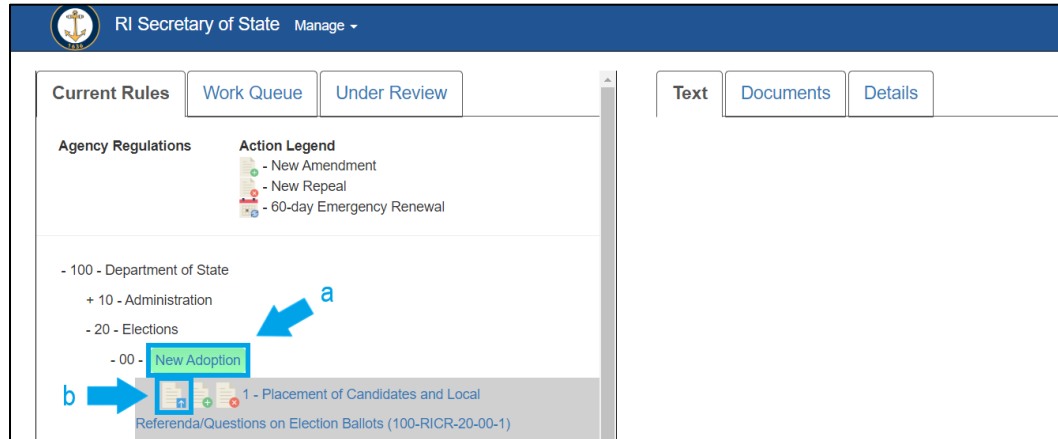 RI Secretary of State Manage
Current Rules Work Queue Under Review
Text Documents Details
Agency Regulations Action Legend
- New Amendment
- New Repeal
- 60-day Emergency Renewal
- 100 - Department of State
+ 10 - Administration
a
- 20 - Elections
- 00 - New Adoption
b
1 - Placement of Candidates and Local
Referenda/Questions on Election Ballots (100-RICR-20-00-1)